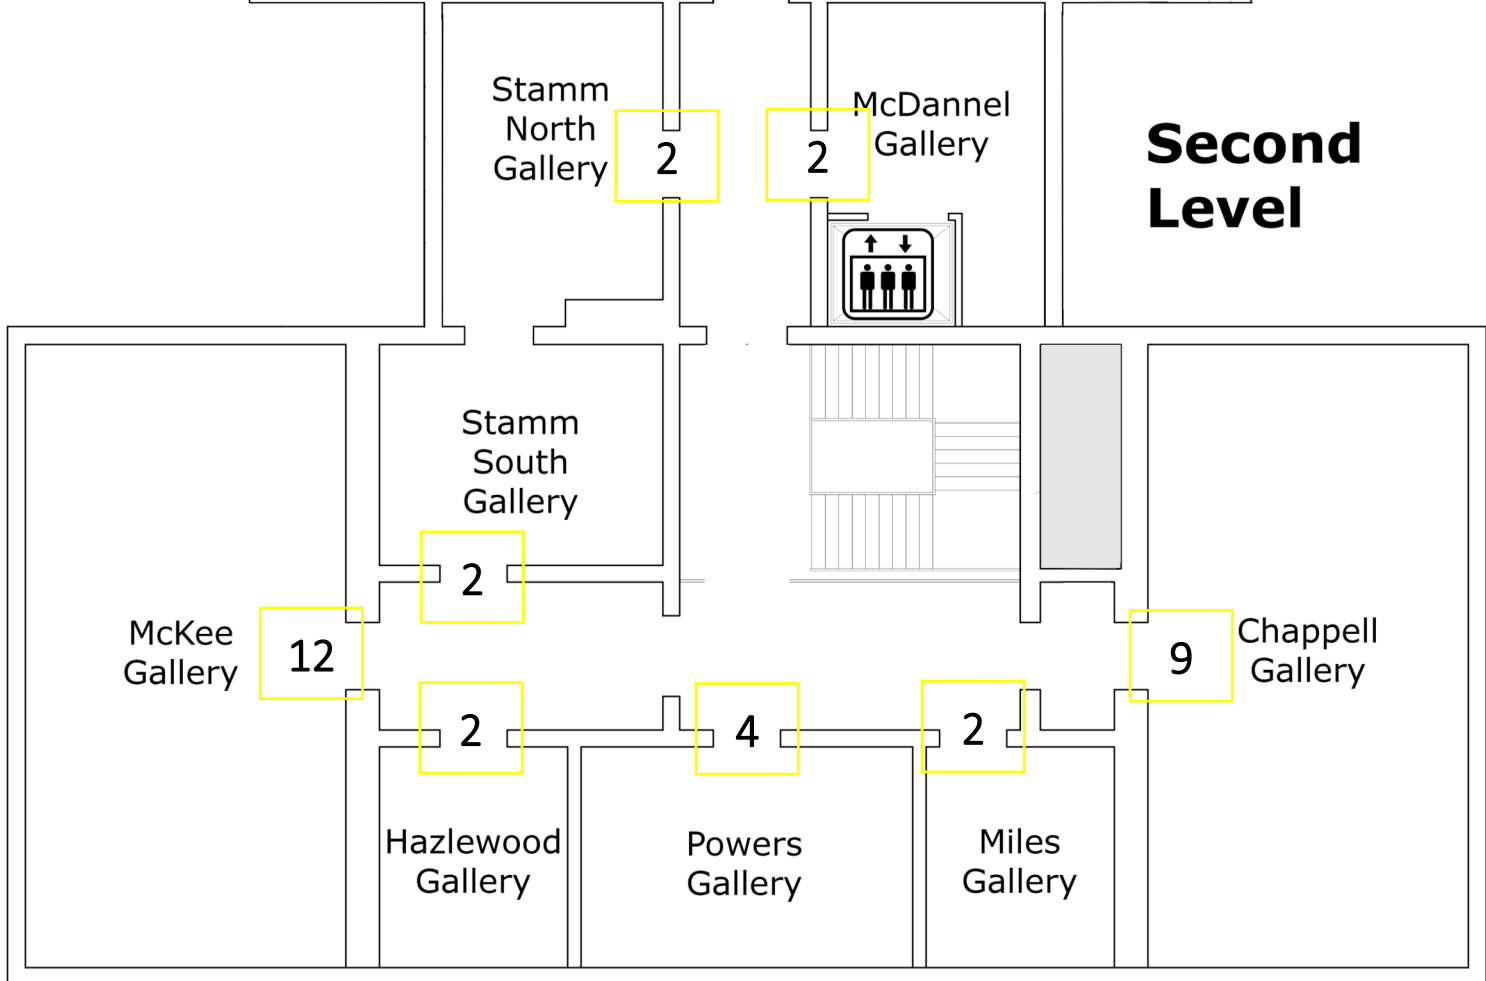 Stamm
North
Gallery
2
2
McDannel
Gallery
Second
Level
Stamm
South
Gallery
2
McKee
Gallery
12
9
Chappell
Gallery
2
4
2
Hazlewood
Gallery
Powers
Gallery
Miles
Gallery